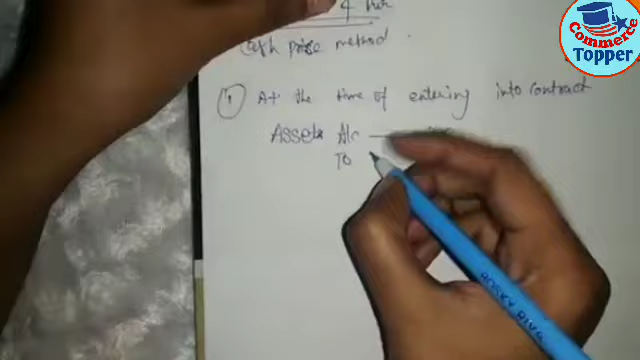 Cash price method.
(1) At the time of entering into contract
Assets A/c
To
Commerce
Topper